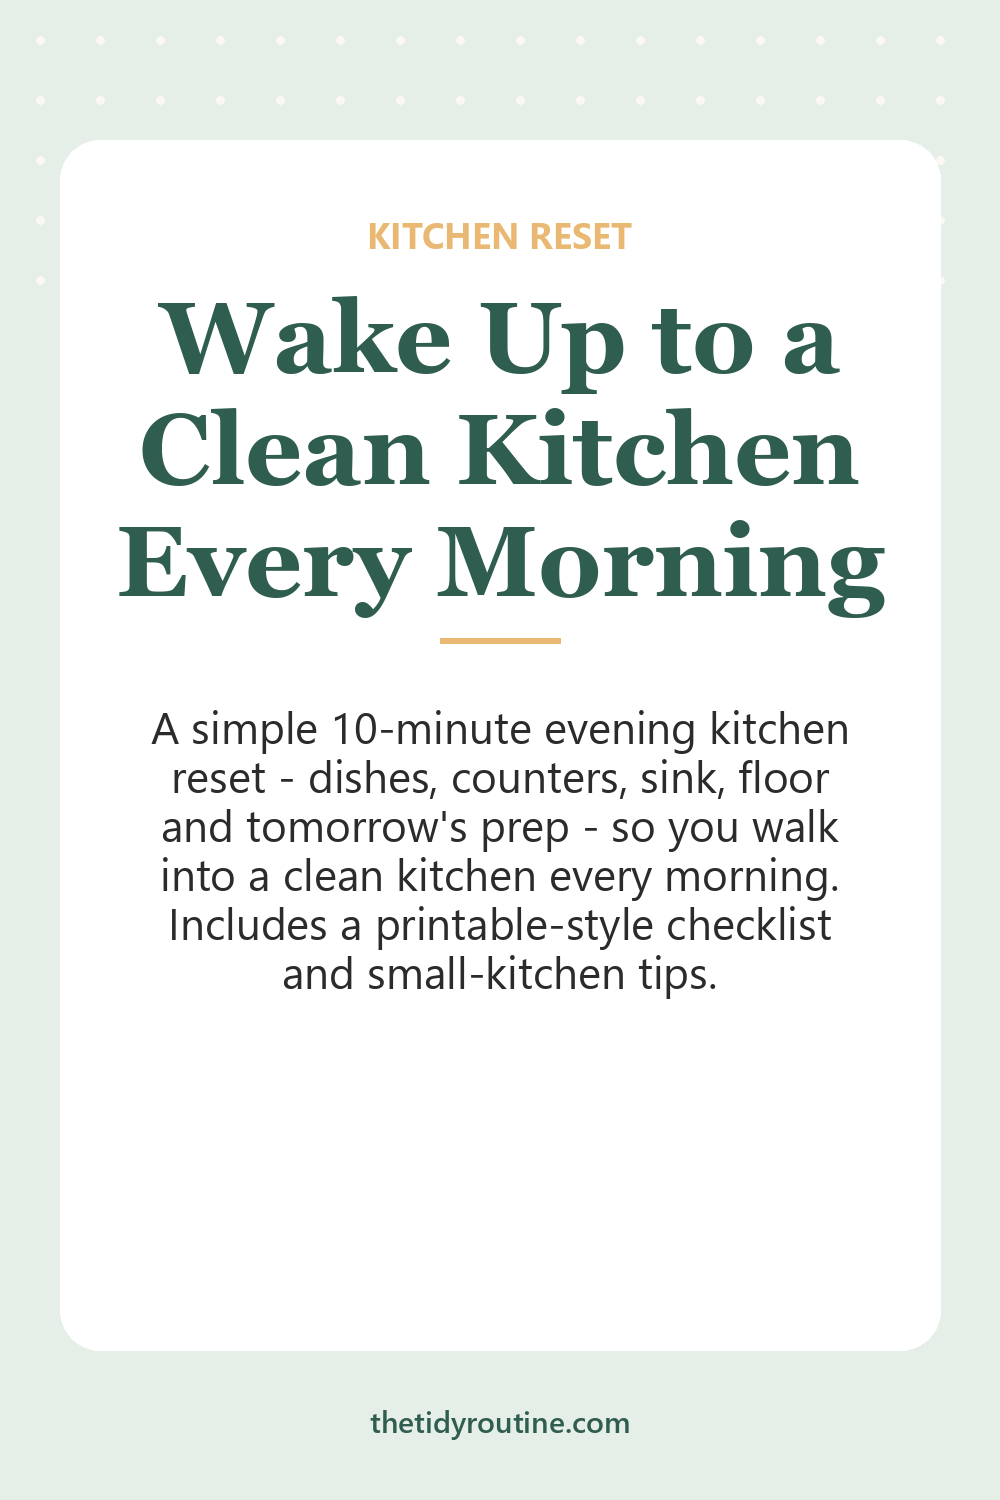 KITCHEN RESET
Wake Up to a
Clean Kitchen
Every Morning
A simple 10-minute evening kitchen
reset - dishes, counters, sink, floor
and tomorrow's prep - so you walk
into a clean kitchen every morning.
Includes a printable-style checklist
and small-kitchen tips.
thetidyroutine.com